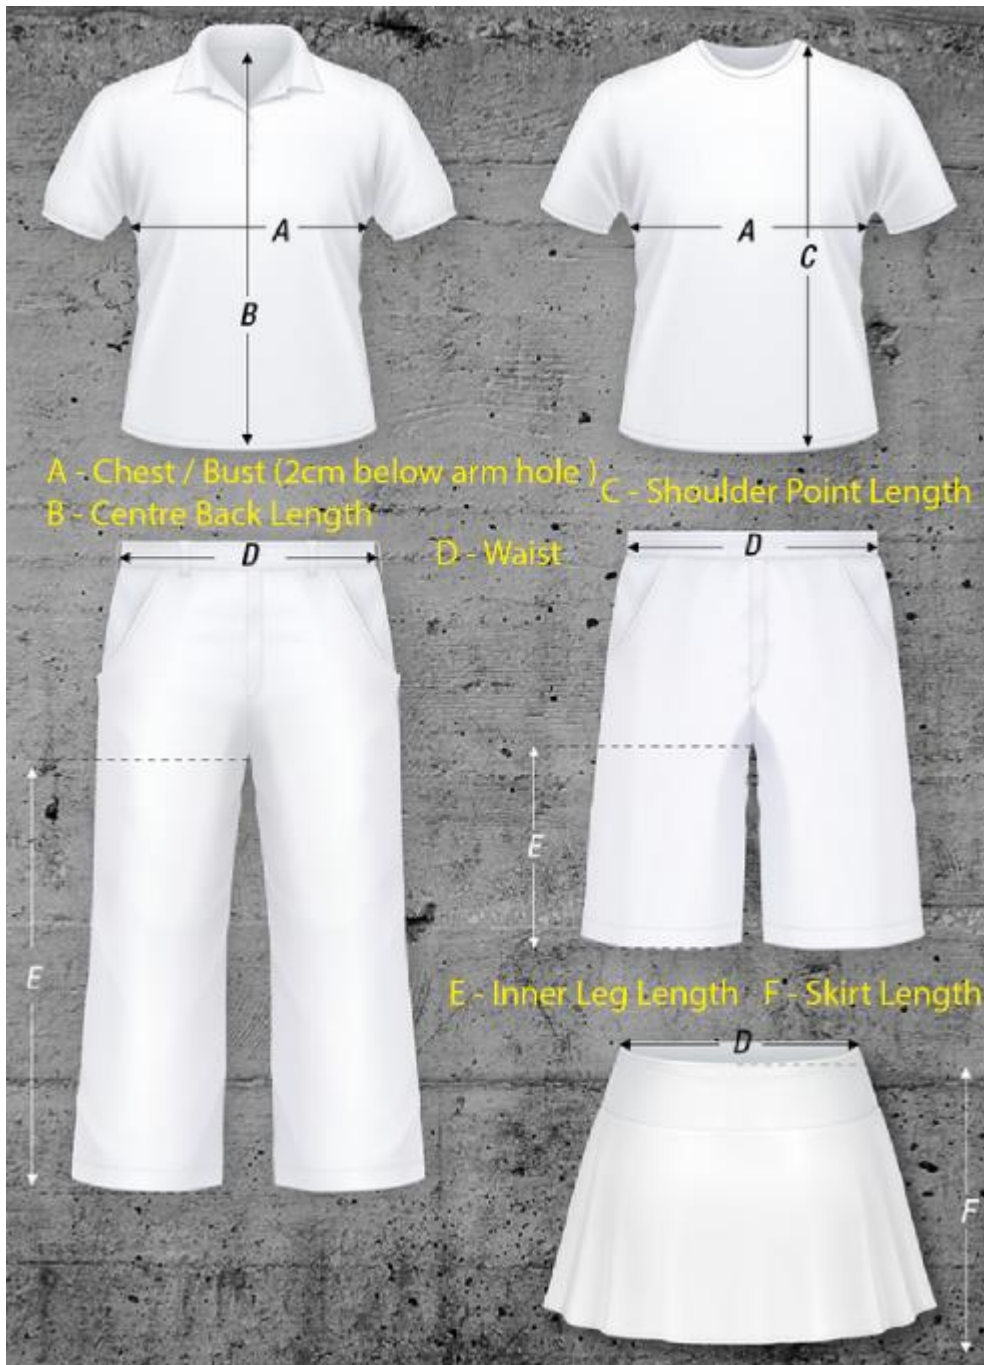 A
B
A
C
A - Chest / Bust (2cm below arm hole )
B - Centre Back Length
C - Shoulder Point Length
D - Waist
D
D
E
E
E - Inner Leg Length F - Skirt Length
D
F